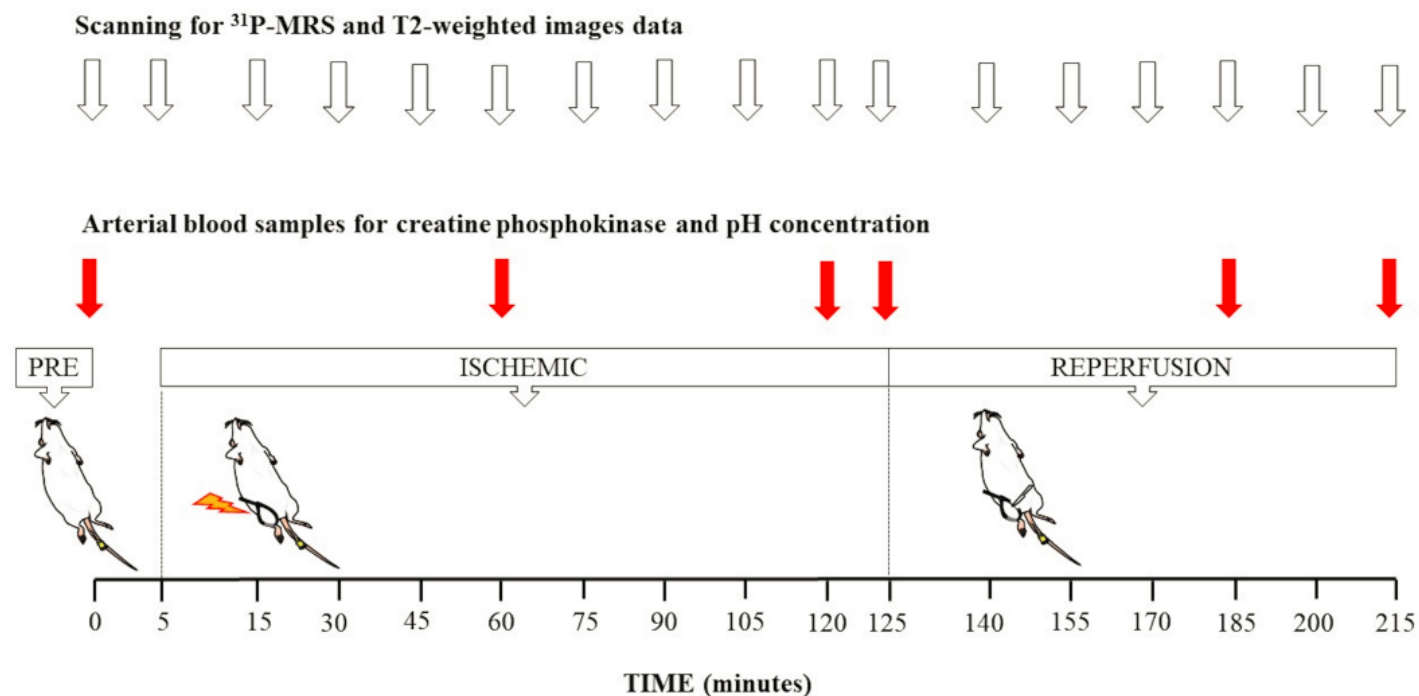 Scanning for ³¹P-MRS and T2-weighted images data
Arterial blood samples for creatine phosphokinase and pH concentration
PRE ISCHEMIC REPERFUSION
0 5 15 30 45 60 75 90 105 120 125 140 155 170 185 200 215
TIME (minutes)